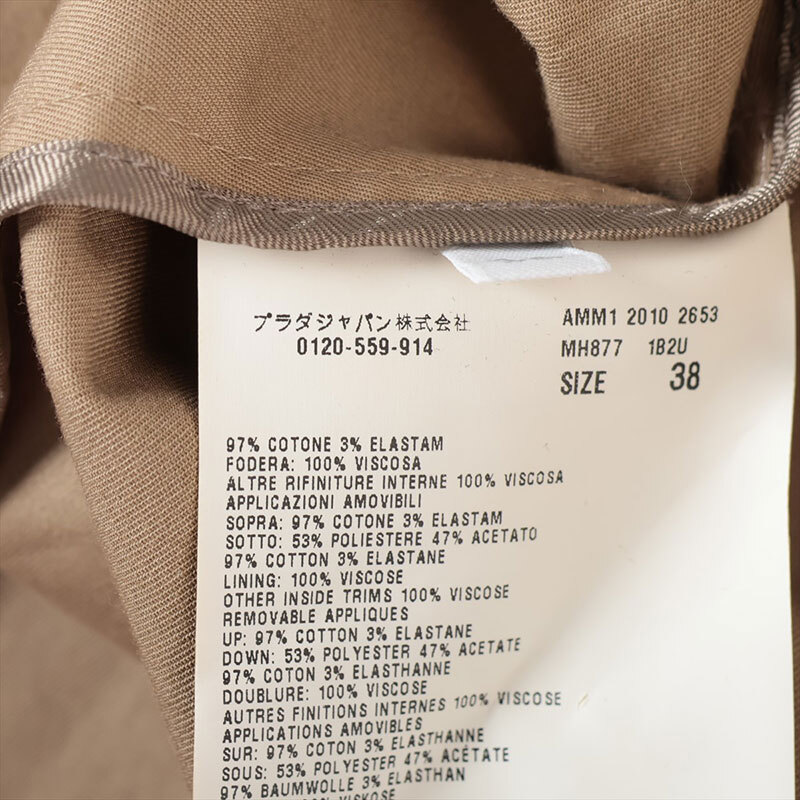 プラダジャパン株式会社
0120-559-914
AMM1 2010 2653
MH877 1B2U
SIZE 38
97% COTONE 3% ELASTAM
FODERA: 100% VISCOSA
ALTRE RIFINITURE INTERNE 100% VISCOSA
APPLICAZIONI AMOVIBILI
SOPRA: 97% COTONE 3% ELASTAM
SOTTO: 53% POLIESTERE 47% ACETATO
97% COTTON 3% ELASTANE
LINING: 100% VISCOSE
OTHER INSIDE TRIMS 100% VISCOSE
REMOVABLE APPLIQUES
UP: 97% COTTON 3% ELASTANE
DOWN: 53% POLYESTER 47% ACETATE
97% COTON 3% ELASTHANNE
DOUBLURE: 100% VISCOSE
AUTRES FINITIONS INTERNES 100% VISCOSE
APPLICATIONS AMOVIBLES
SUR: 97% COTON 3% ELASTHANNE
SOUS: 53% POLYESTER 47% ACETATE
97% BAUMWOLLE 3% ELASTHAN
100% VISKOSE